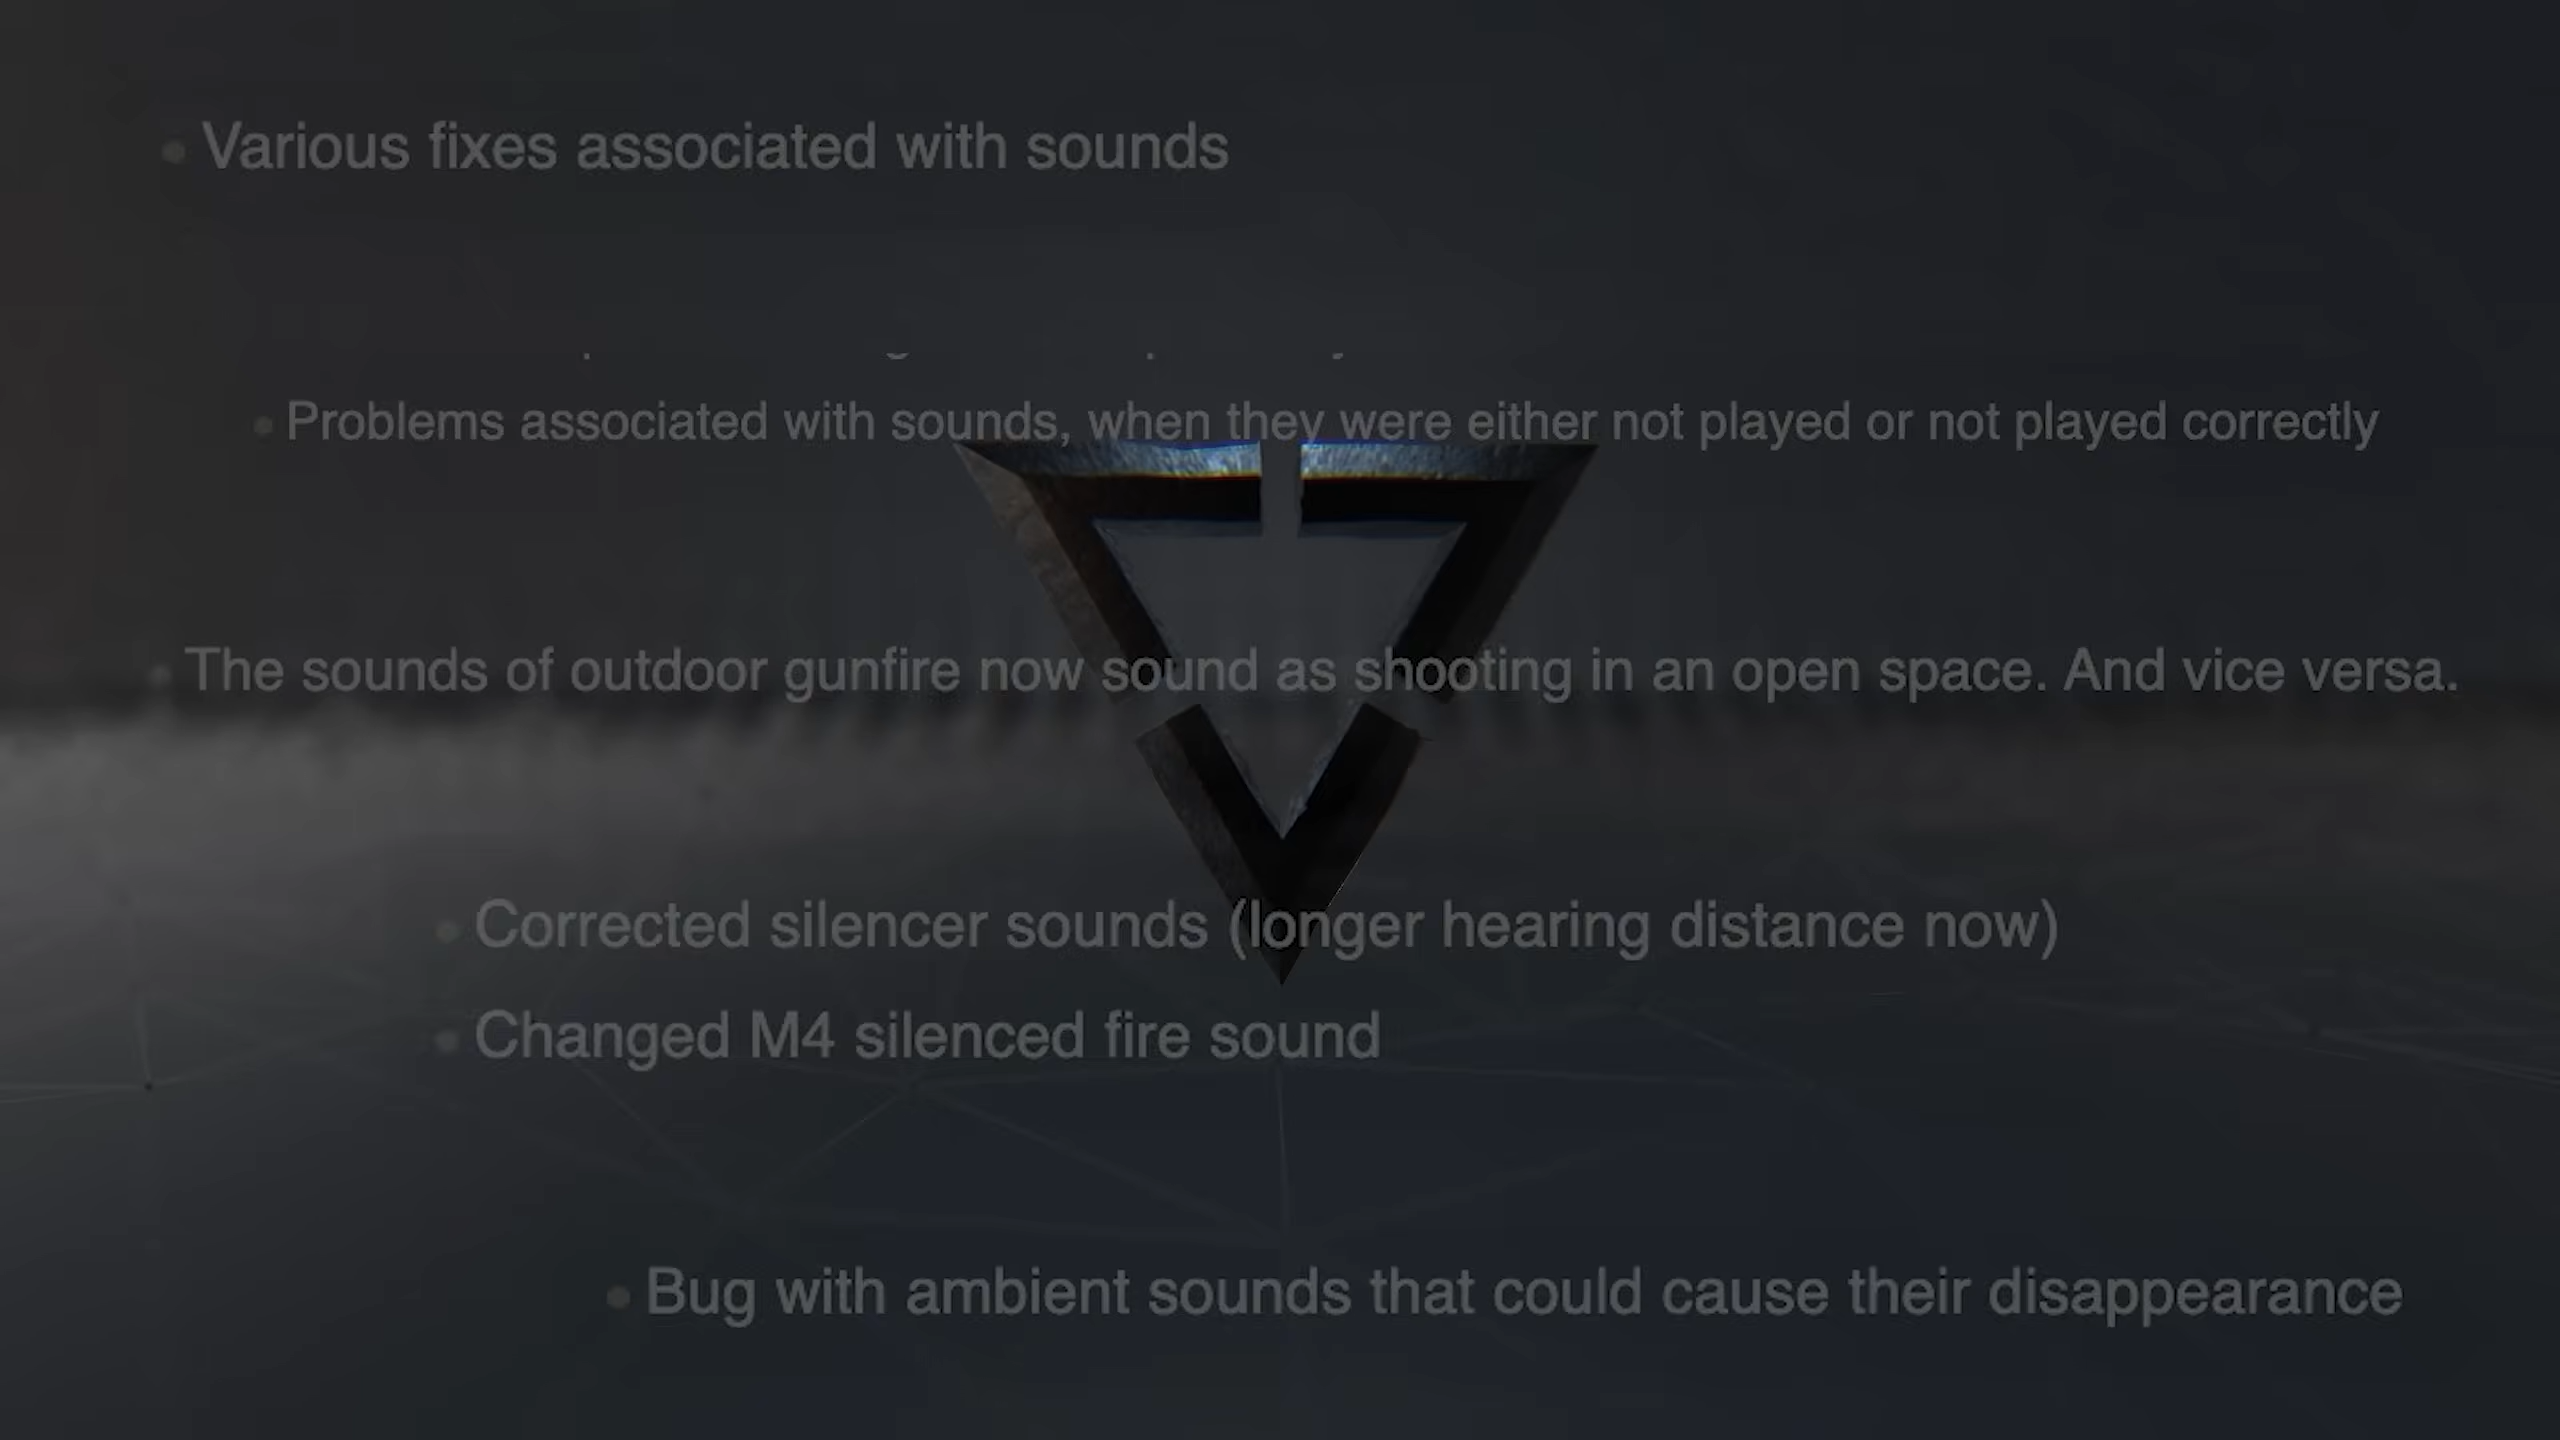 • Various fixes associated with sounds
• Problems associated with sounds, when they were either not played or not played correctly
• The sounds of outdoor gunfire now sound as shooting in an open space. And vice versa.
• Corrected silencer sounds (longer hearing distance now)
• Changed M4 silenced fire sound
• Bug with ambient sounds that could cause their disappearance